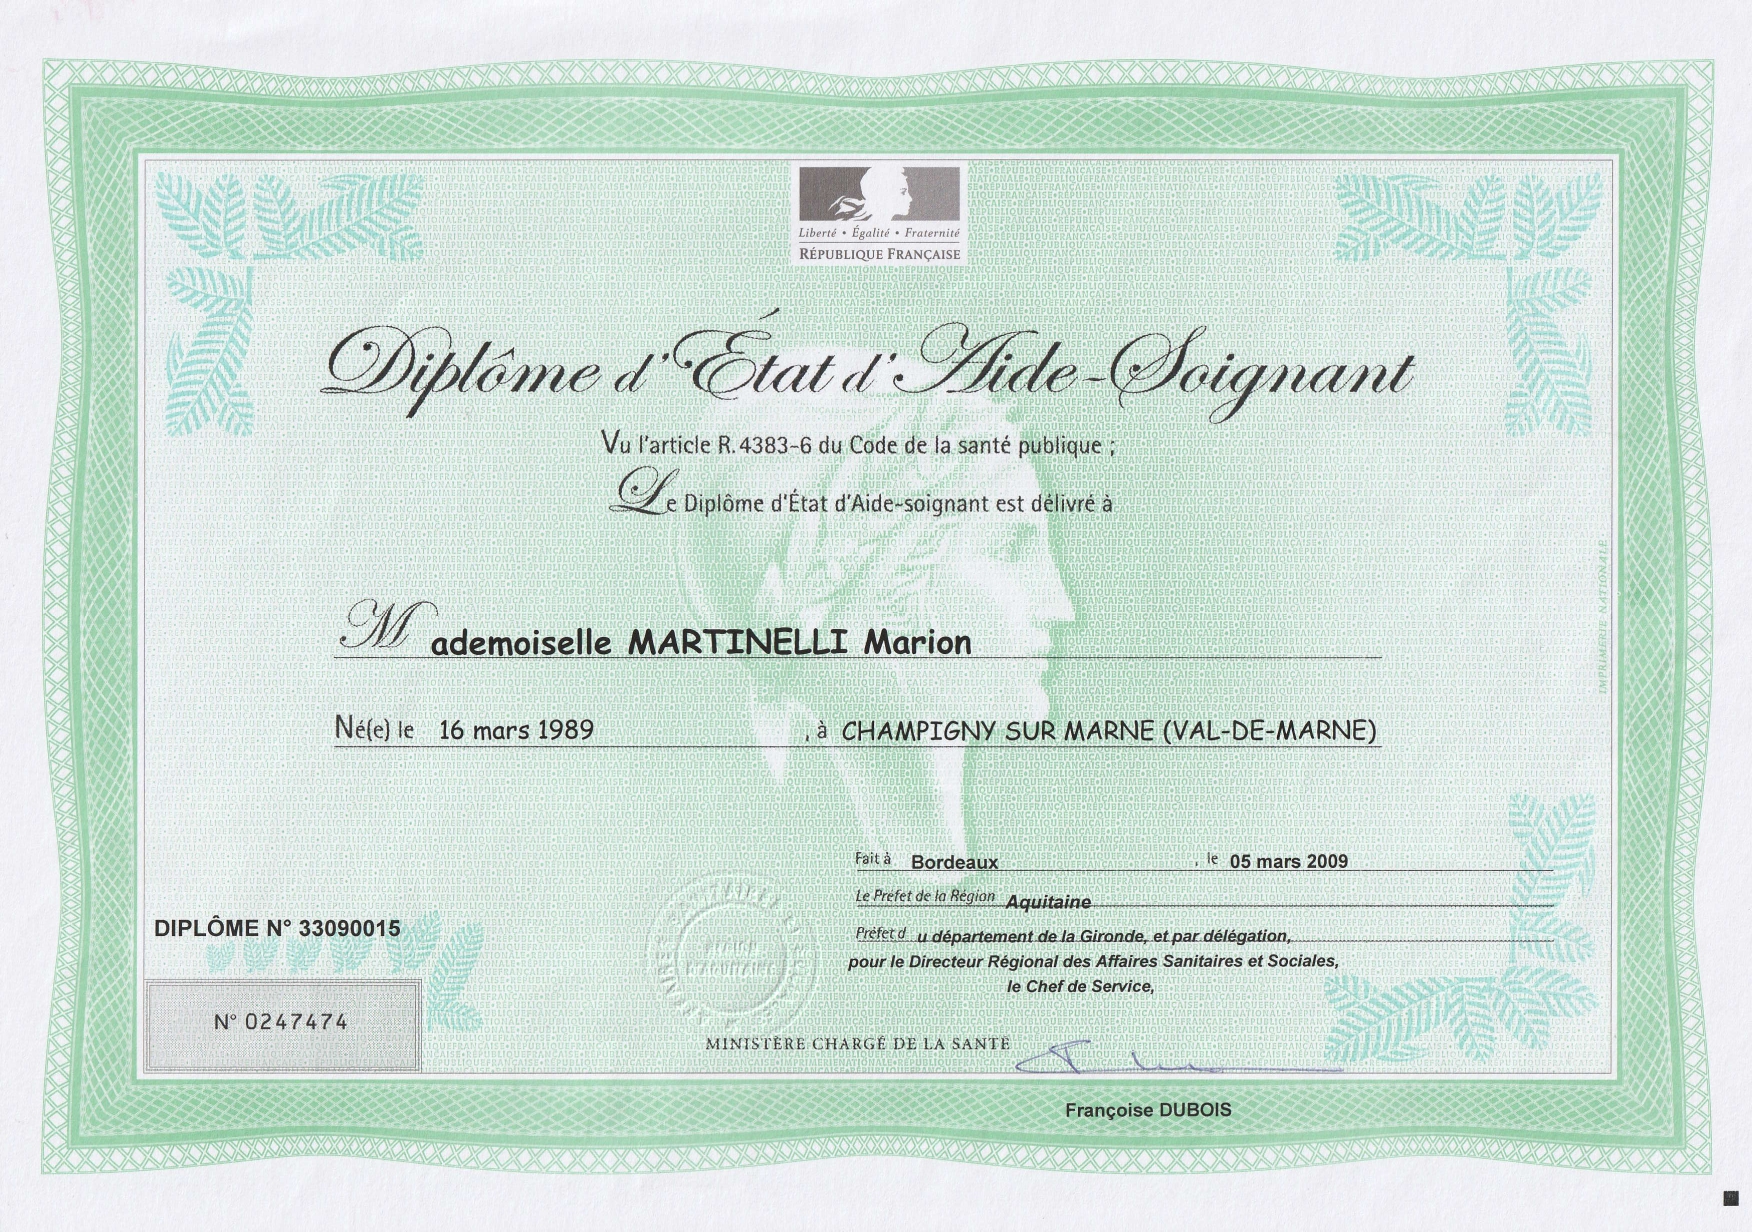 Liberté • Égalité • Fraternité
RÉPUBLIQUE FRANÇAISE
Diplôme d'État d'Aide-Soignant
Vu l'article R. 4383-6 du Code de la santé publique ;
Le Diplôme d'État d'Aide-soignant est délivré à
Mademoiselle MARTINELLI Marion
Né(e) le 16 mars 1989 , à CHAMPIGNY SUR MARNE (VAL-DE-MARNE)
IMPRIMERIE NATIONALE
Fait à Bordeaux , le 05 mars 2009
Le Préfet de la Région Aquitaine
Préfet du département de la Gironde, et par délégation,
pour le Directeur Régional des Affaires Sanitaires et Sociales,
le Chef de Service,
DIPLÔME N° 33090015
N° 0247474
RÉGION
D'AQUITAINE
MINISTÈRE CHARGÉ DE LA SANTÉ
Françoise DUBOIS